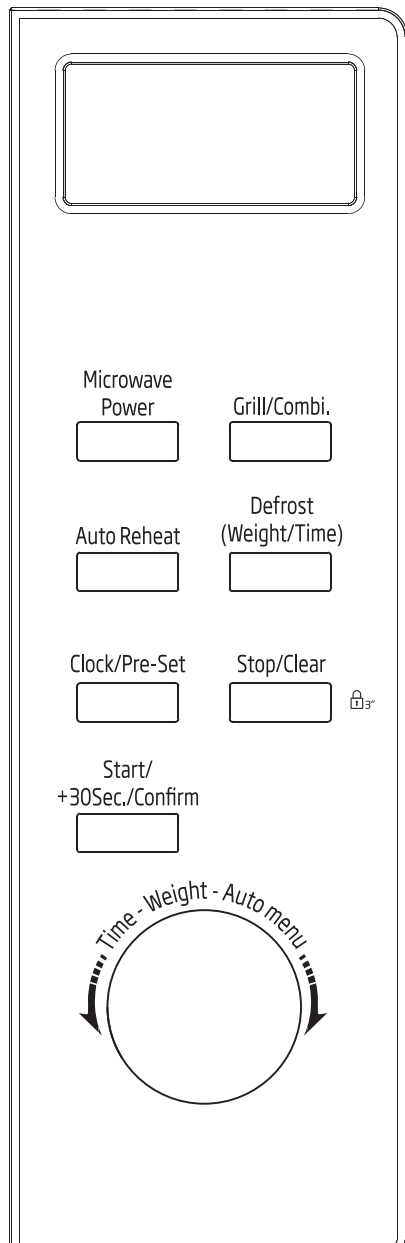 Microwave
Power
Grill/Combi.
Auto Reheat
Defrost
(Weight/Time)
Clock/Pre-Set
Stop/Clear
3"
Start/
+30Sec./Confirm
Time - Weight - Auto menu